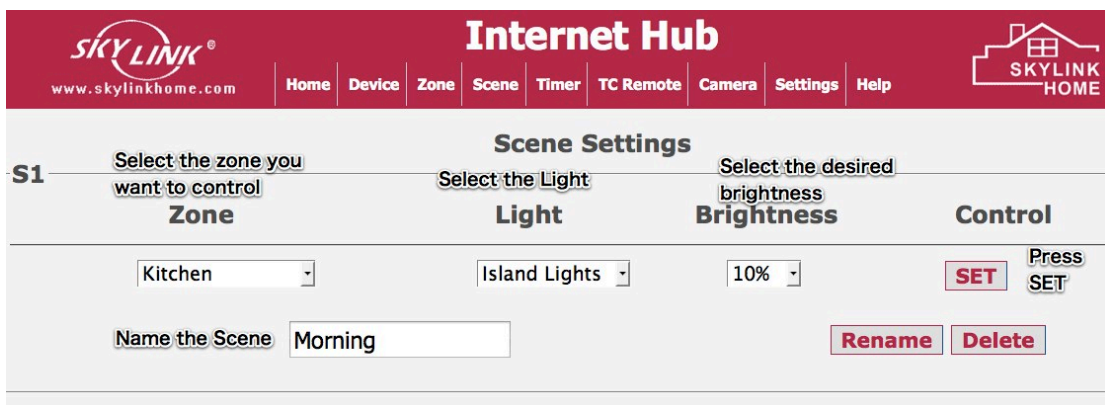 SKYLINK®
www.skylinkhome.com
Internet Hub
Home Device Zone Scene Timer TC Remote Camera Settings Help
SKYLINK
HOME
Scene Settings
S1
Select the zone you
want to control
Select the Light
Select the desired
brightness
Zone Light Brightness Control
Kitchen Island Lights 10% SET
Press
SET
Name the Scene Morning Rename Delete